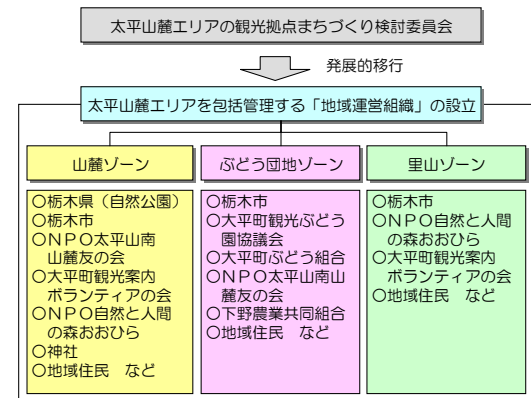 太平山麓エリアの観光拠点まちづくり検討委員会
発展的移行
太平山麓エリアを包括管理する「地域運営組織」の設立
山麓ゾーン
○栃木県（自然公園）
○栃木市
○ＮＰＯ太平山南
山麓友の会
○大平町観光案内
ボランティアの会
○ＮＰＯ自然と人間
の森おおひら
○神社
○地域住民　など
ぶどう団地ゾーン
○栃木市
○大平町観光ぶどう
園協議会
○大平町ぶどう組合
○ＮＰＯ太平山南山
麓友の会
○下野農業共同組合
○地域住民　など
里山ゾーン
○栃木市
○ＮＰＯ自然と人間
の森おおひら
○大平町観光案内
ボランティアの会
○地域住民　など